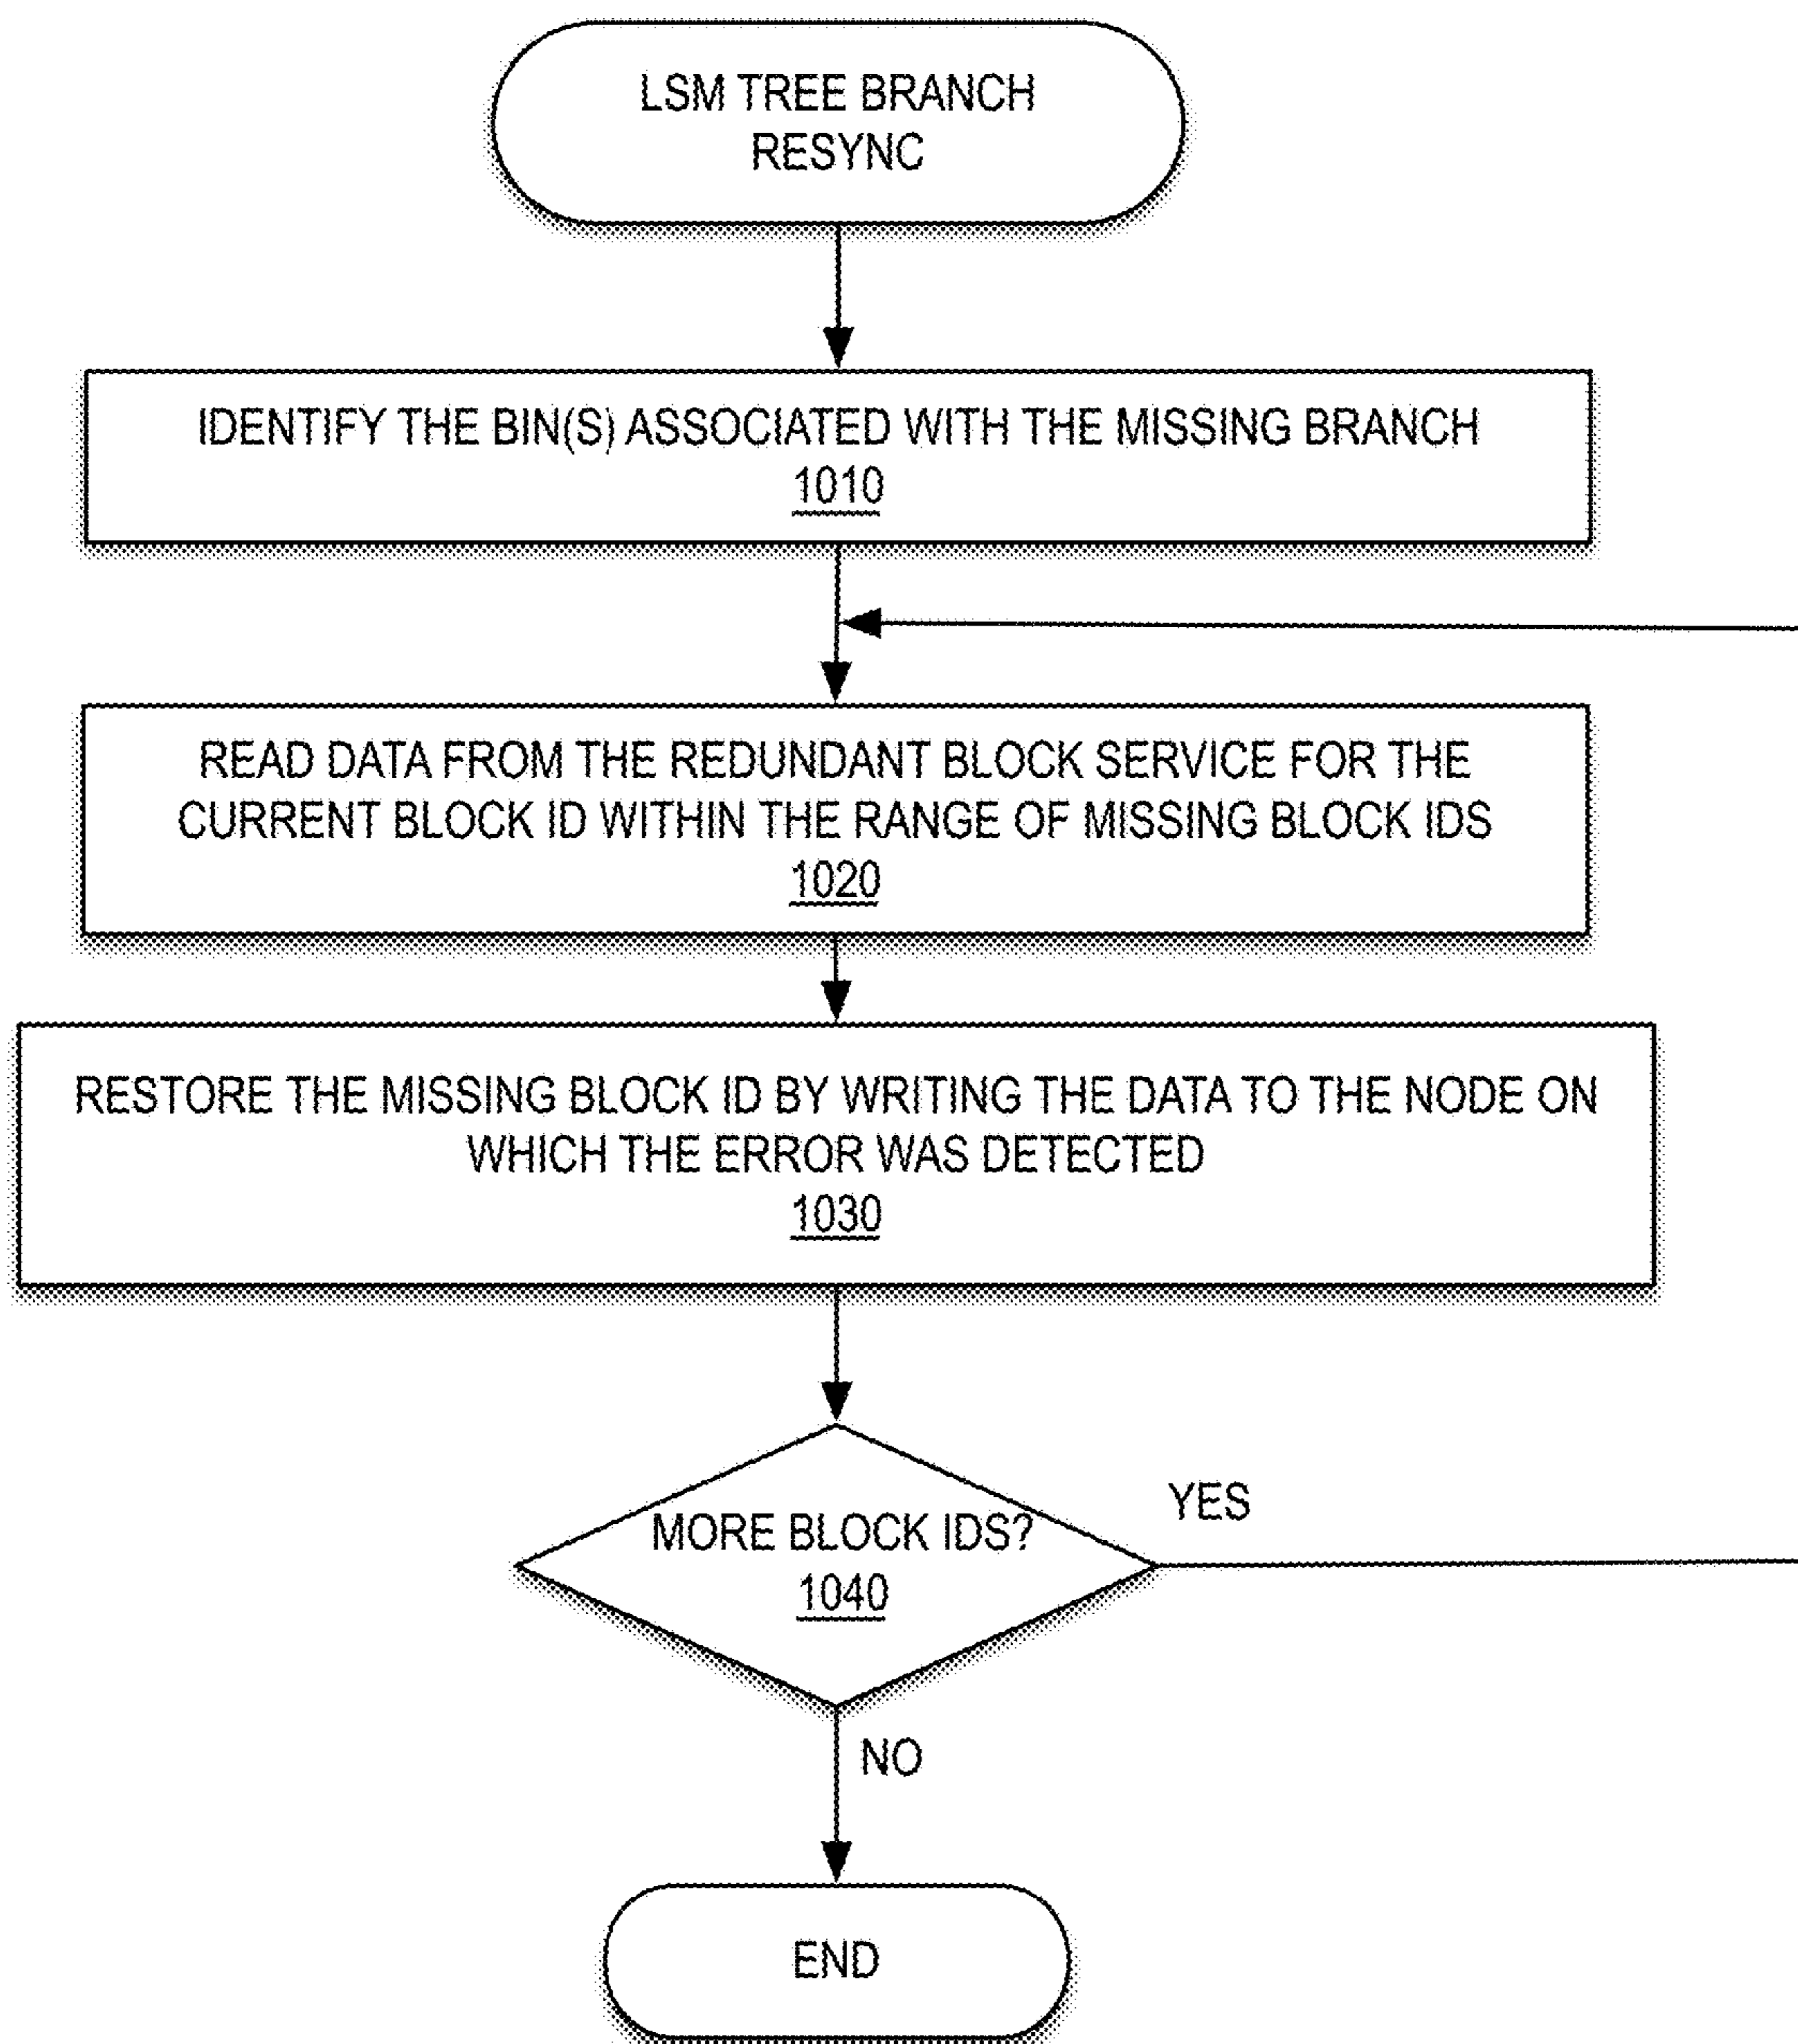 LSM TREE BRANCH
RESYNC
IDENTIFY THE BIN(S) ASSOCIATED WITH THE MISSING BRANCH
1010
READ DATA FROM THE REDUNDANT BLOCK SERVICE FOR THE
CURRENT BLOCK ID WITHIN THE RANGE OF MISSING BLOCK IDS
1020
RESTORE THE MISSING BLOCK ID BY WRITING THE DATA TO THE NODE ON
WHICH THE ERROR WAS DETECTED
1030
MORE BLOCK IDS?
1040
YES
NO
END